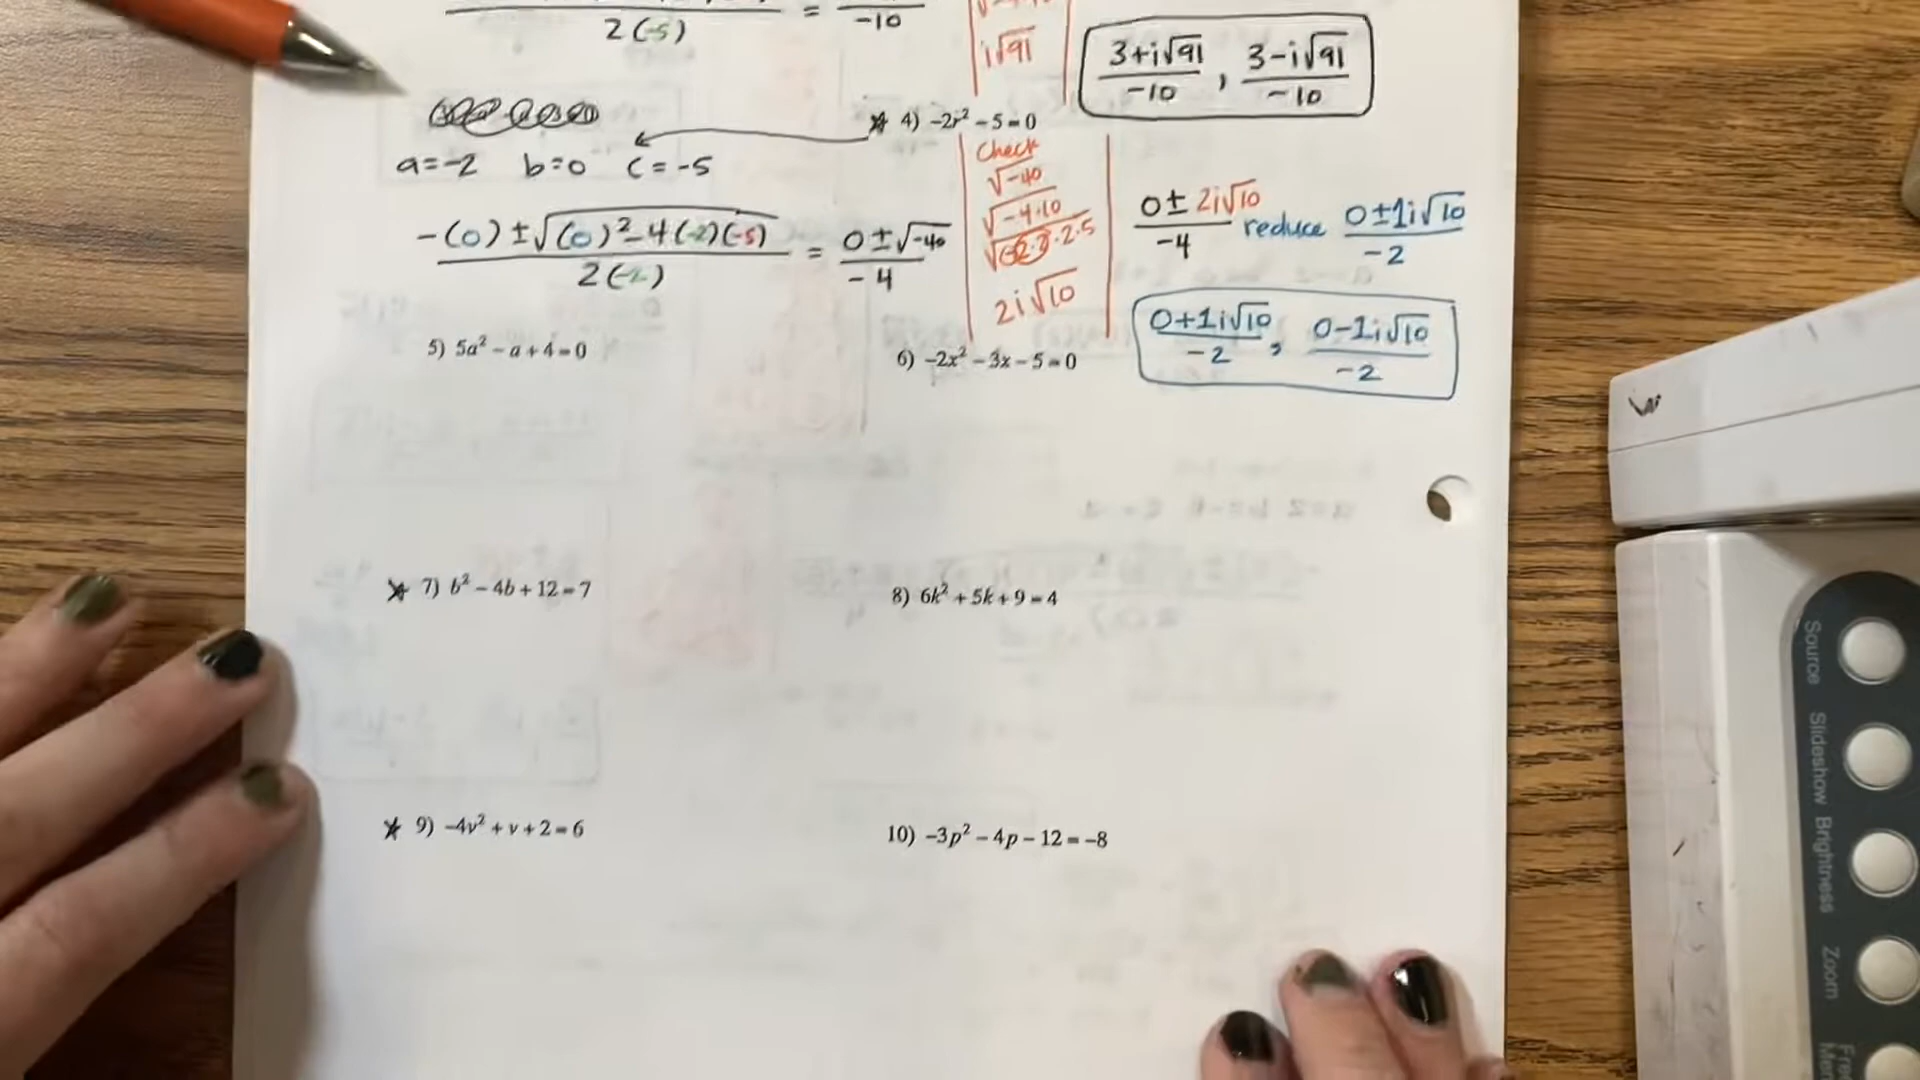 2(-5)
= -10
i√91
3+i√91 / -10 , 3-i√91 / -10
4) -2r² - 5 = 0
a=-2 b=0 c=-5
-(0) ±√(0)²-4(-2)(-5) / 2(-2) = 0±√-40 / -4
check
√-40
√-4·10
2i√10
0± 2i√10 / -4 reduce 0±1i√10 / -2
0+1i√10 / -2 , 0-1i√10 / -2
5) 5a² - a + 4 = 0
6) -2x² - 3x - 5 = 0
7) b² - 4b + 12 = 7
8) 6k² + 5k + 9 = 4
9) -4v² + v + 2 = 6
10) -3p² - 4p - 12 = -8
Source
Slideshow
Brightness
Zoom